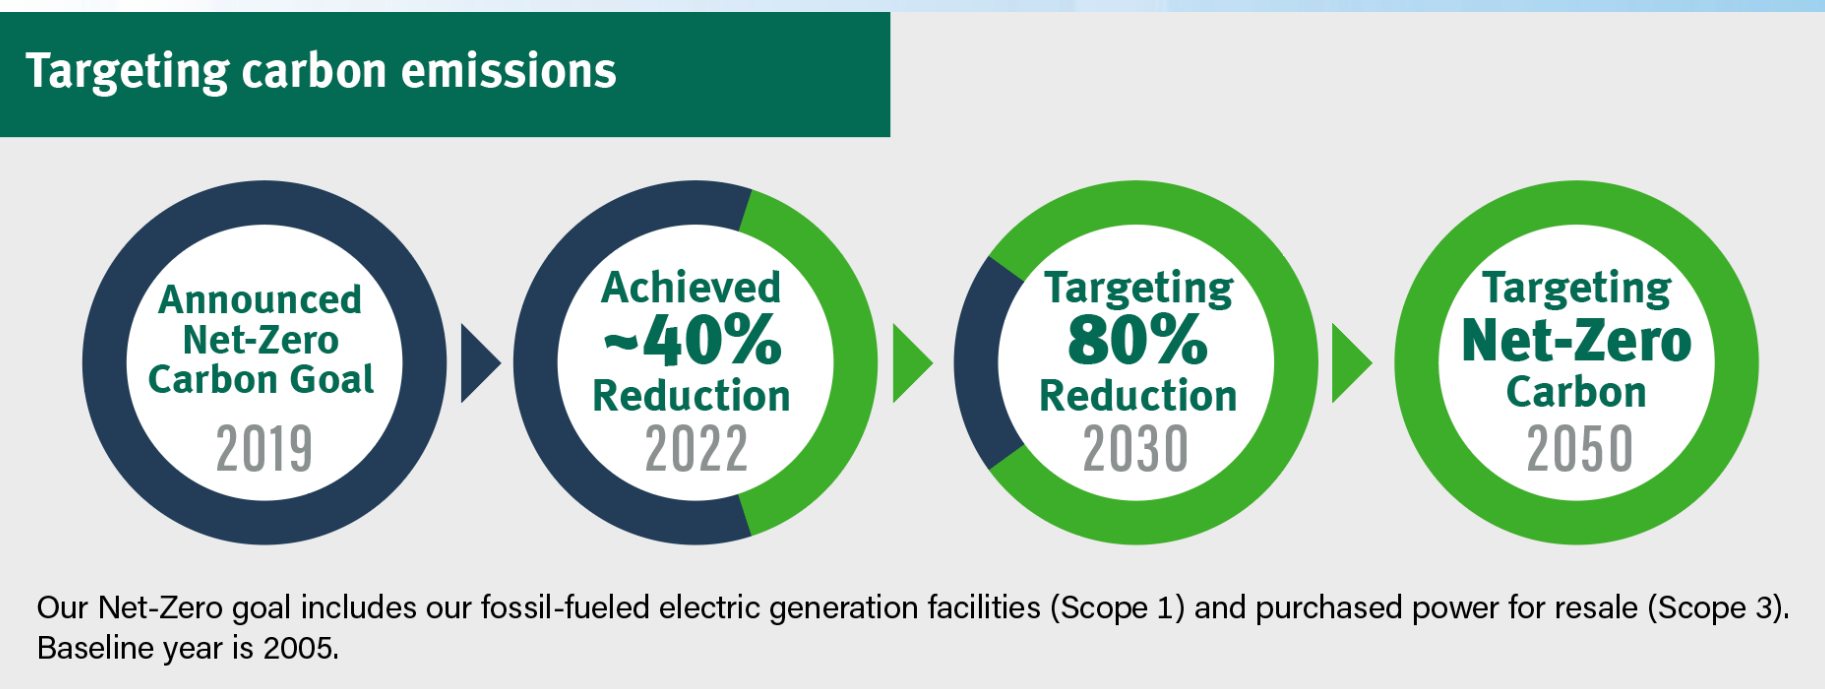 Targeting carbon emissions
Announced
Net-Zero
Carbon Goal
2019
Achieved
~40%
Reduction
2022
Targeting
80%
Reduction
2030
Targeting
Net-Zero
Carbon
2050
Our Net-Zero goal includes our fossil-fueled electric generation facilities (Scope 1) and purchased power for resale (Scope 3).
Baseline year is 2005.